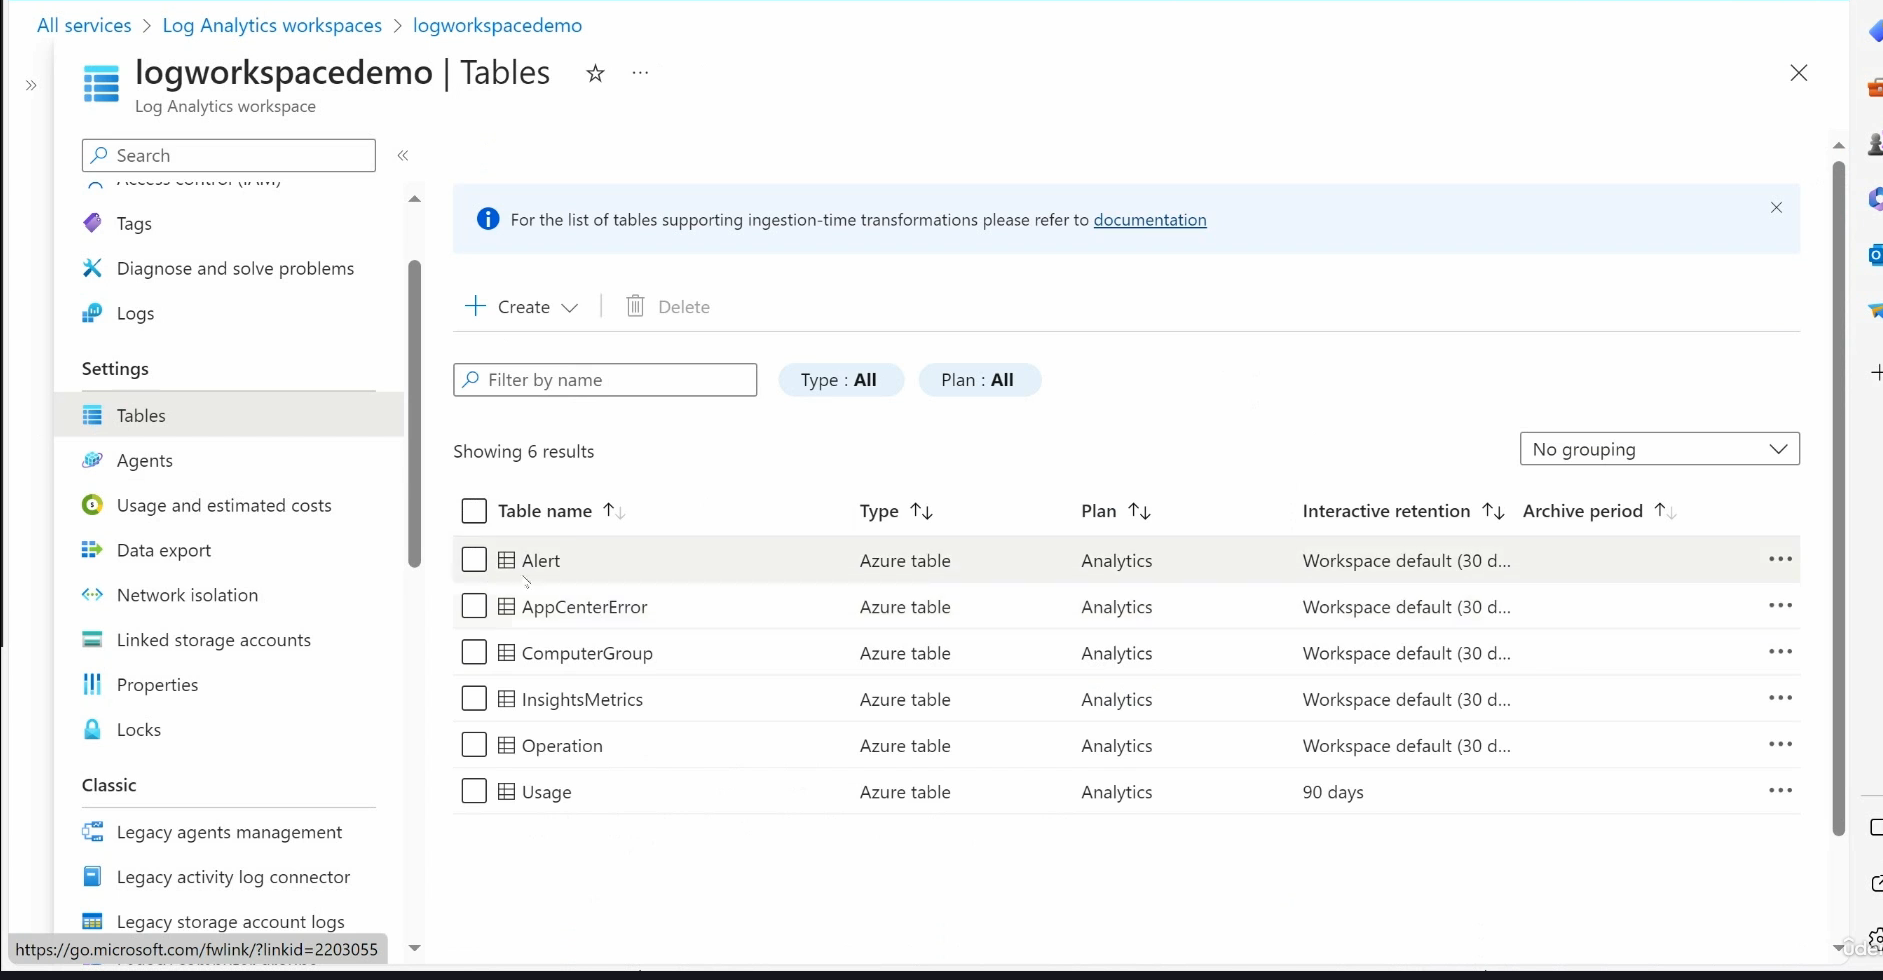 All services > Log Analytics workspaces > logworkspacedemo
logworkspacedemo | Tables
Log Analytics workspace
Search
Access control (IAM)
Tags
Diagnose and solve problems
Logs
Settings
Tables
Agents
Usage and estimated costs
Data export
Network isolation
Linked storage accounts
Properties
Locks
Classic
Legacy agents management
Legacy activity log connector
Legacy storage account logs
https://go.microsoft.com/fwlink/?linkid=2203055
For the list of tables supporting ingestion-time transformations please refer to documentation
Create
Delete
Filter by name
Type : All
Plan : All
Showing 6 results
No grouping
Table name Type Plan Interactive retention Archive period
Alert Azure table Analytics Workspace default (30 d...
AppCenterError Azure table Analytics Workspace default (30 d...
ComputerGroup Azure table Analytics Workspace default (30 d...
InsightsMetrics Azure table Analytics Workspace default (30 d...
Operation Azure table Analytics Workspace default (30 d...
Usage Azure table Analytics 90 days